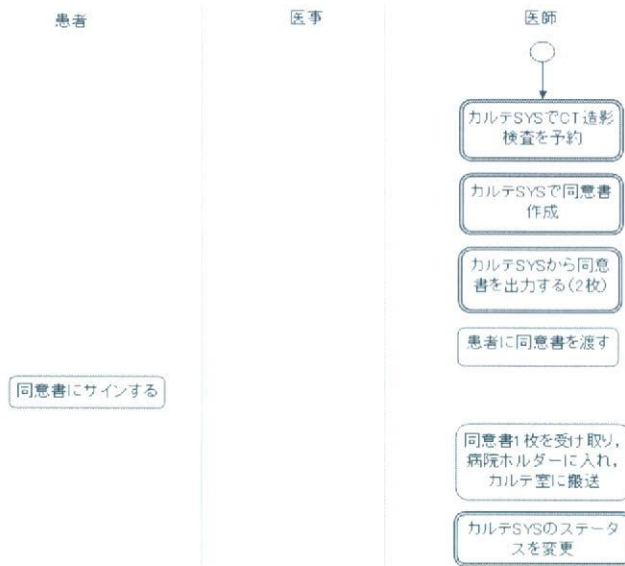 患者
医事
医師
カルテSYSでCT造影
検査を予約
カルテSYSで同意書
作成
カルテSYSから同意
書を出力する(2枚)
患者に同意書を渡す
同意書にサインする
同意書1枚を受け取り,
病院ホルダーに入れ,
カルテ室に搬送
カルテSYSのステータ
スを変更